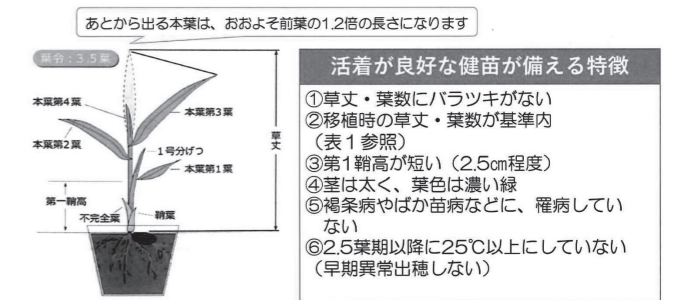 あとから出る本葉は、おおよそ前葉の1.2倍の長さになります
葉令：3.5葉
本葉第4葉
本葉第3葉
本葉第2葉
1号分げつ
本葉第1葉
草丈
第一鞘高
不完全葉
鞘葉
活着が良好な健苗が備える特徴
①草丈・葉数にバラツキがない
②移植時の草丈・葉数が基準内
（表1参照）
③第1鞘高が短い（2.5㎝程度）
④茎は太く、葉色は濃い緑
⑤褐条病やばか苗病などに、罹病してい
ない
⑥2.5葉期以降に25℃以上にしていない
（早期異常出穂しない）